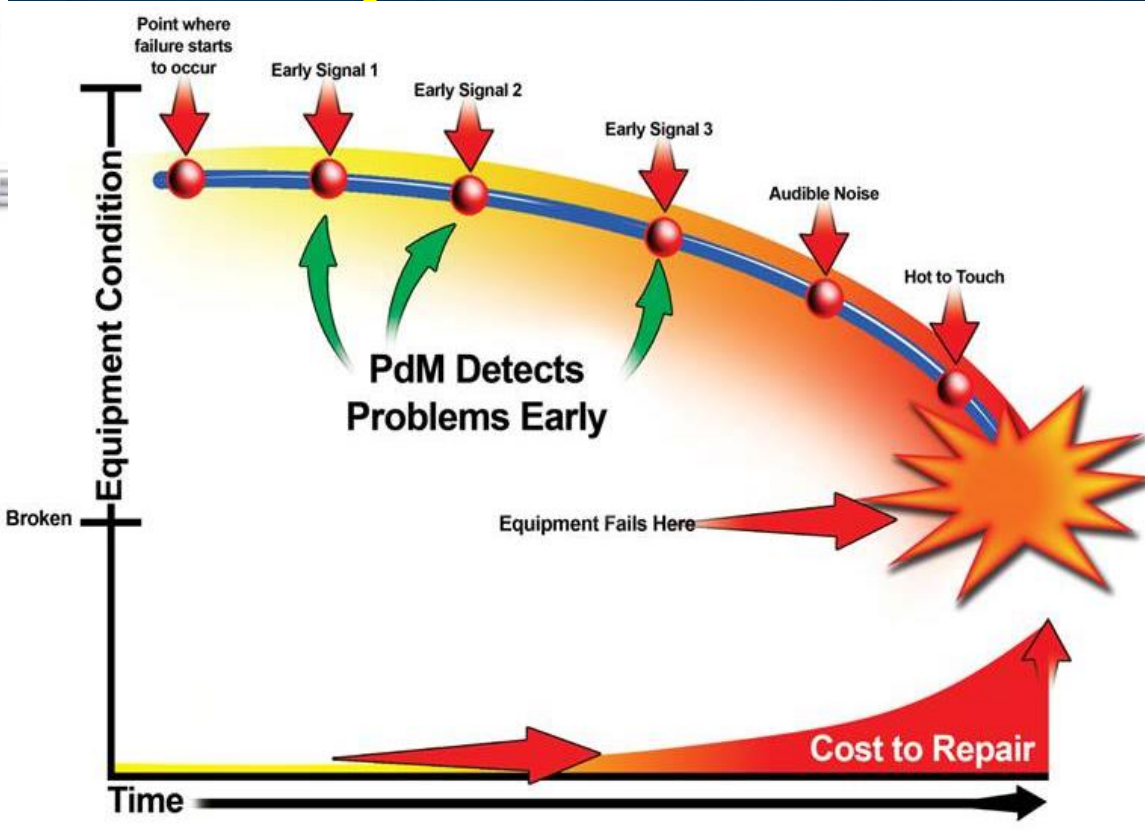 Point where
failure starts
to occur
Early Signal 1
Early Signal 2
Early Signal 3
Audible Noise
Hot to Touch
Equipment Condition
PdM Detects
Problems Early
Broken
Equipment Fails Here
Cost to Repair
Time